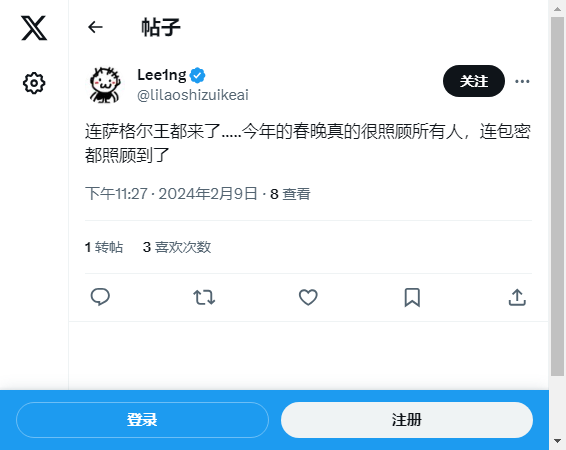 帖子
Lee1ng
@lilaoshizuikeai
关注
连萨格尔王都来了.....今年的春晚真的很照顾所有人，连包密
都照顾到了
下午11:27 · 2024年2月9日 · 8 查看
1 转帖 3 喜欢次数
登录
注册